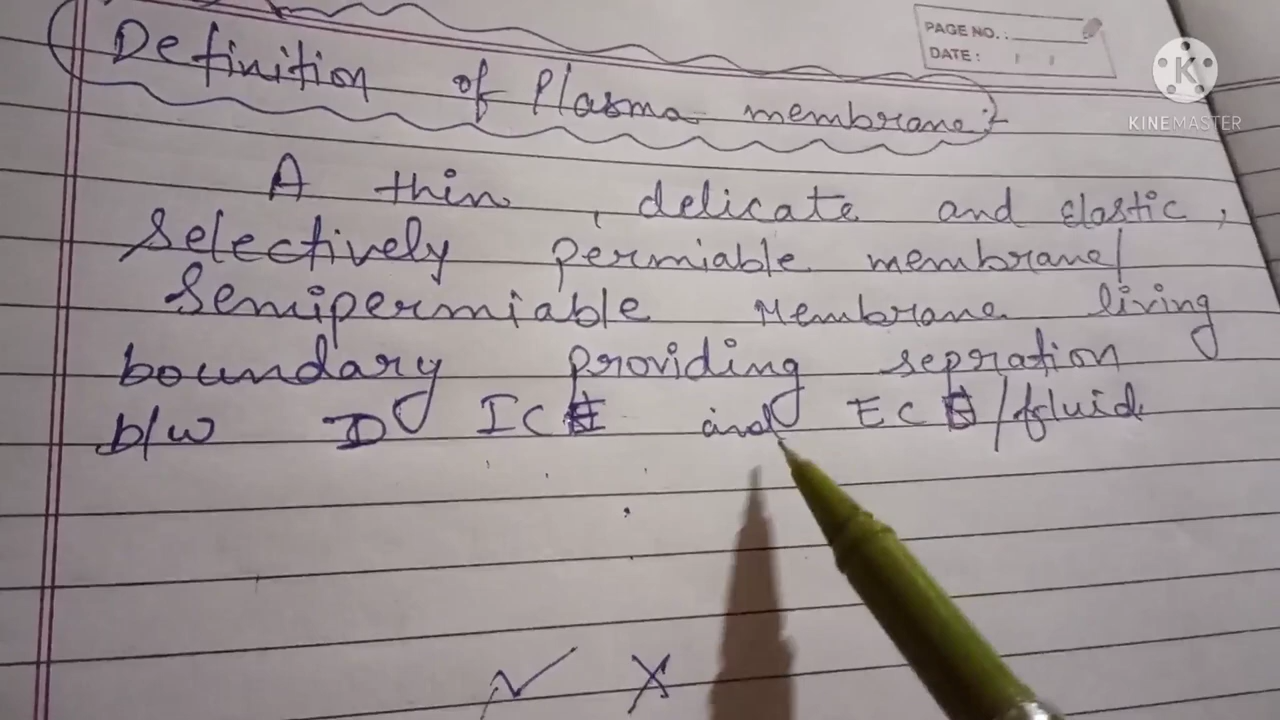 PAGE NO.:
DATE:
KINEMASTER
Definition of Plasma membrane:-
A thin, delicate and elastic,
selectively permiable membrane/
Semipermiable Membrane living
boundary providing sepration
b/w IC and EC /fluid